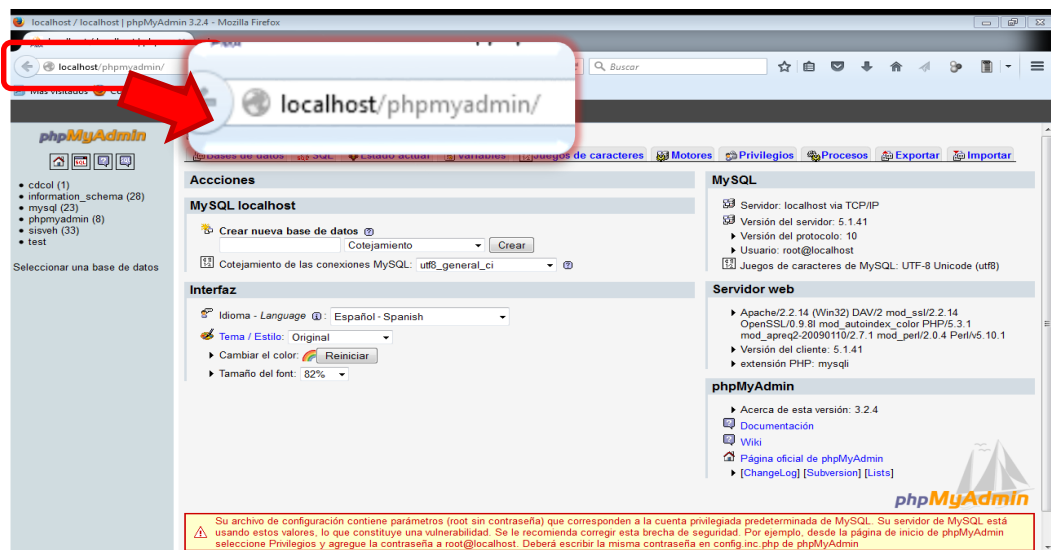 localhost / localhost | phpMyAdmin 3.2.4 - Mozilla Firefox
localhost/phpmyadmin/
Buscar
localhost/phpmyadmin/
Más visitados
phpMyAdmin
Bases de datos SQL Estado actual Variables Juegos de caracteres Motores Privilegios Procesos Exportar Importar
cdcol (1)
information_schema (28)
mysql (23)
phpmyadmin (8)
sisveh (33)
test
Seleccionar una base de datos
Accciones
MySQL localhost
Crear nueva base de datos
Cotejamiento Crear
Cotejamiento de las conexiones MySQL: utf8_general_ci
Interfaz
Idioma - Language : Español - Spanish
Tema / Estilo: Original
Cambiar el color: Reiniciar
Tamaño del font: 82%
MySQL
Servidor: localhost via TCP/IP
Versión del servidor: 5.1.41
Versión del protocolo: 10
Usuario: root@localhost
Juegos de caracteres de MySQL: UTF-8 Unicode (utf8)
Servidor web
Apache/2.2.14 (Win32) DAV/2 mod_ssl/2.2.14
OpenSSL/0.9.8l mod_autoindex_color PHP/5.3.1
mod_apreq2-20090110/2.7.1 mod_perl/2.0.4 Perl/v5.10.1
Versión del cliente: 5.1.41
extensión PHP: mysqli
phpMyAdmin
Acerca de esta versión: 3.2.4
Documentación
Wiki
Página oficial de phpMyAdmin
[ChangeLog] [Subversion] [Lists]
phpMyAdmin
Su archivo de configuración contiene parámetros (root sin contraseña) que corresponden a la cuenta privilegiada predeterminada de MySQL. Su servidor de MySQL está
usando estos valores, lo que constituye una vulnerabilidad. Se le recomienda corregir esta brecha de seguridad. Por ejemplo, desde la página de inicio de phpMyAdmin
seleccione Privilegios y agregue la contraseña a root@localhost. Deberá escribir la misma contraseña en config.inc.php de phpMyAdmin